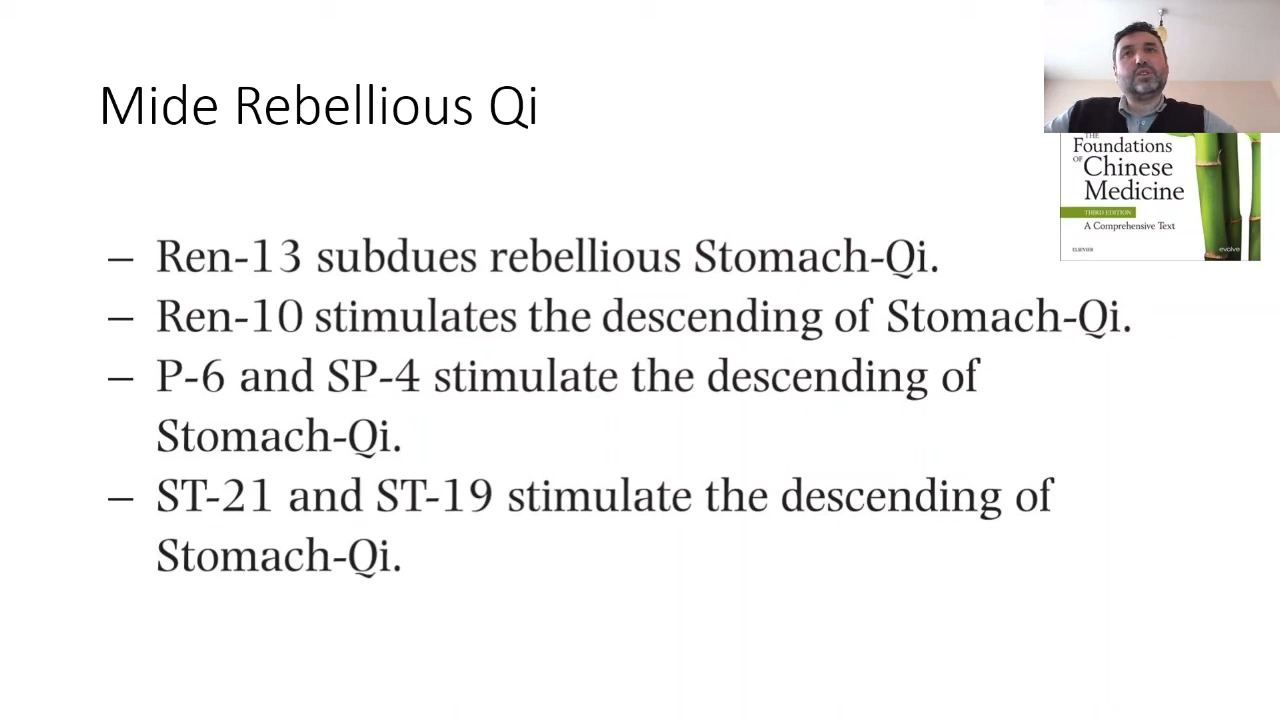 Mide Rebellious Qi
THE
Foundations
OF Chinese
Medicine
THIRD EDITION
A Comprehensive Text
ELSEVIER
evolve
– Ren-13 subdues rebellious Stomach-Qi.
– Ren-10 stimulates the descending of Stomach-Qi.
– P-6 and SP-4 stimulate the descending of
Stomach-Qi.
– ST-21 and ST-19 stimulate the descending of
Stomach-Qi.